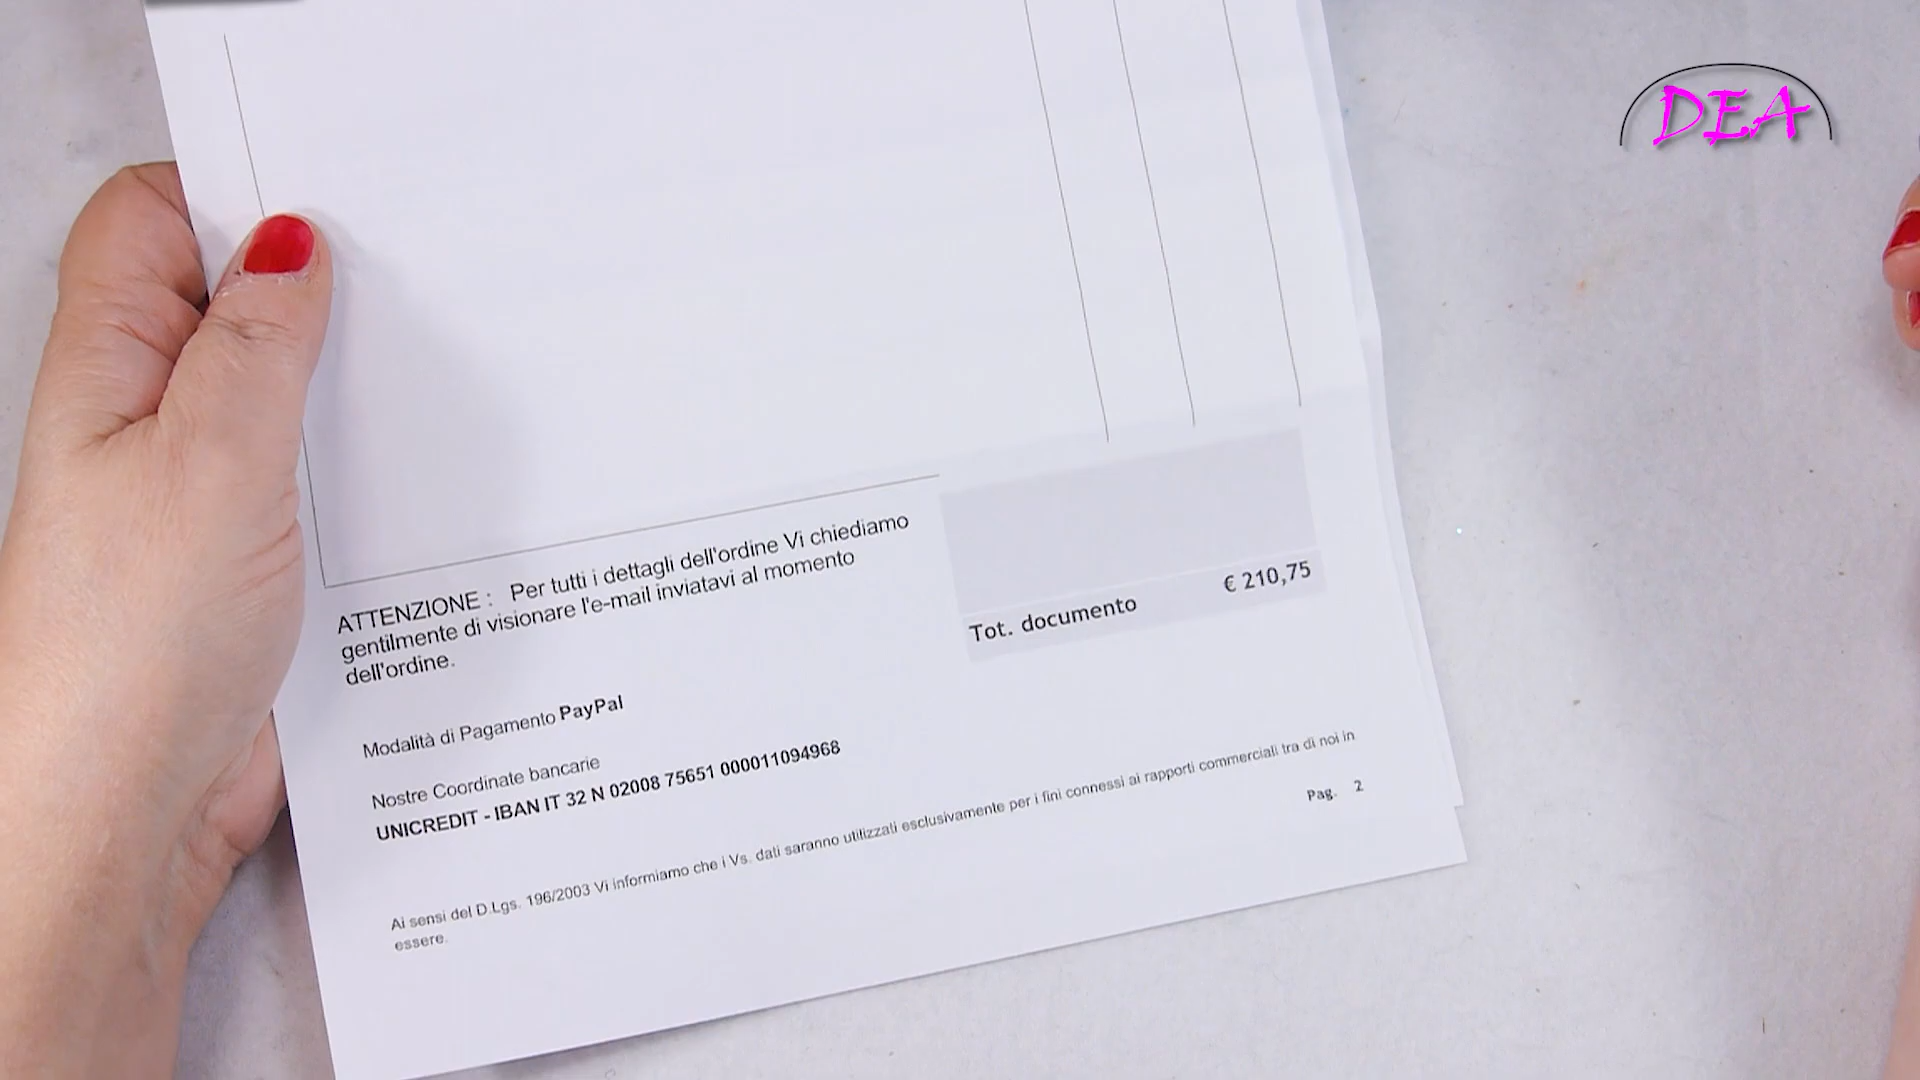 DEA
ATTENZIONE : Per tutti i dettagli dell'ordine Vi chiediamo
gentilmente di visionare l'e-mail inviatavi al momento
dell'ordine.
Tot. documento € 210,75
Modalità di Pagamento PayPal
Nostre Coordinate bancarie
UNICREDIT - IBAN IT 32 N 02008 75651 000011094968
Ai sensi del D.Lgs. 196/2003 Vi informiamo che i Vs. dati saranno utilizzati esclusivamente per i fini connessi ai rapporti commerciali tra di noi in
essere.
Pag. 2